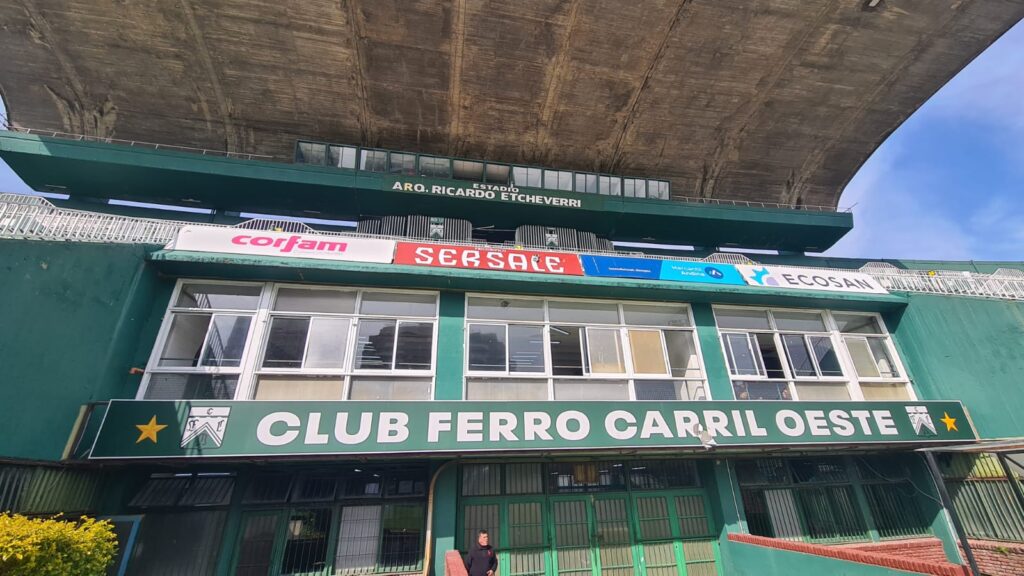 ESTADIO
ARQ. RICARDO ETCHEVERRI
corfam
SERSALE
ECOSAN
CLUB FERRO CARRIL OESTE